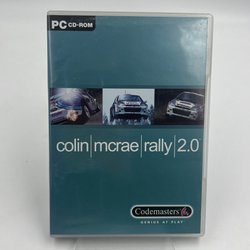 PC CD-ROM
colin|mcrae|rally|2.0
Codemasters
GENIUS AT PLAY